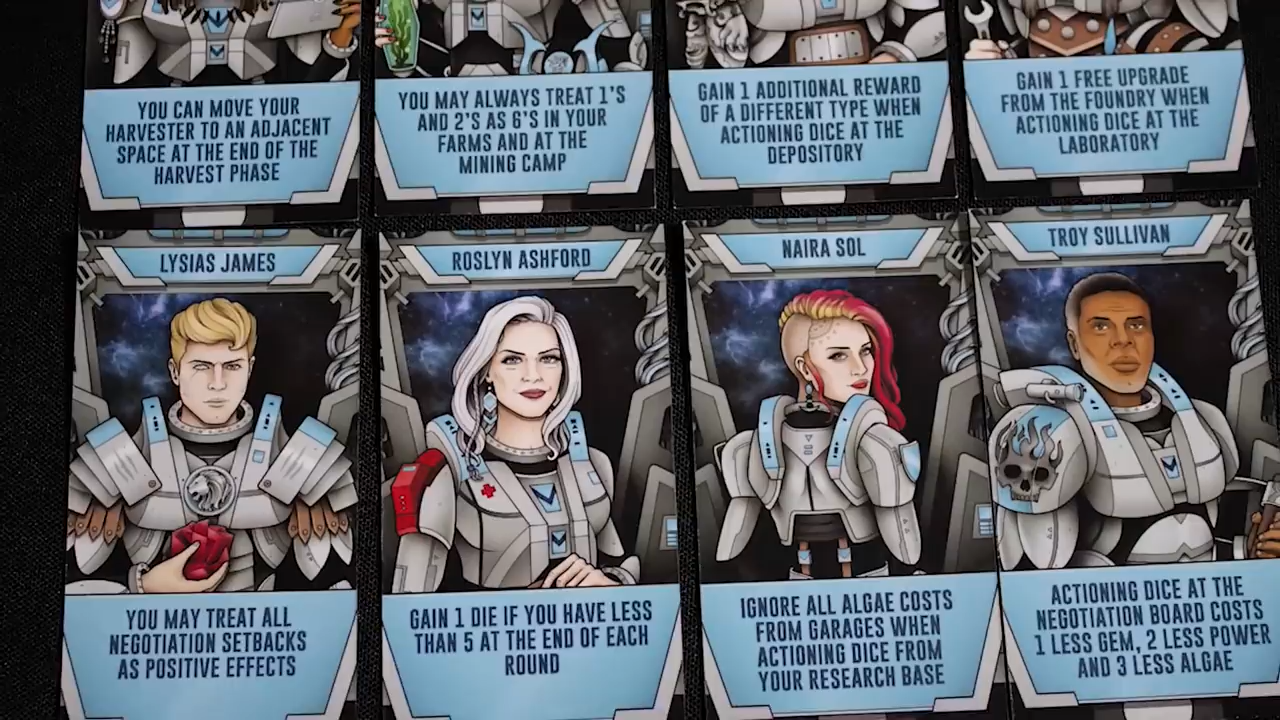 YOU CAN MOVE YOUR
HARVESTER TO AN ADJACENT
SPACE AT THE END OF THE
HARVEST PHASE
YOU MAY ALWAYS TREAT 1'S
AND 2'S AS 6'S IN YOUR
FARMS AND AT THE
MINING CAMP
GAIN 1 ADDITIONAL REWARD
OF A DIFFERENT TYPE WHEN
ACTIONING DICE AT THE
DEPOSITORY
GAIN 1 FREE UPGRADE
FROM THE FOUNDRY WHEN
ACTIONING DICE AT THE
LABORATORY
LYSIAS JAMES
YOU MAY TREAT ALL
NEGOTIATION SETBACKS
AS POSITIVE EFFECTS
ROSLYN ASHFORD
GAIN 1 DIE IF YOU HAVE LESS
THAN 5 AT THE END OF EACH
ROUND
NAIRA SOL
IGNORE ALL ALGAE COSTS
FROM GARAGES WHEN
ACTIONING DICE FROM
YOUR RESEARCH BASE
TROY SULLIVAN
ACTIONING DICE AT THE
NEGOTIATION BOARD COSTS
1 LESS GEM, 2 LESS POWER
AND 3 LESS ALGAE